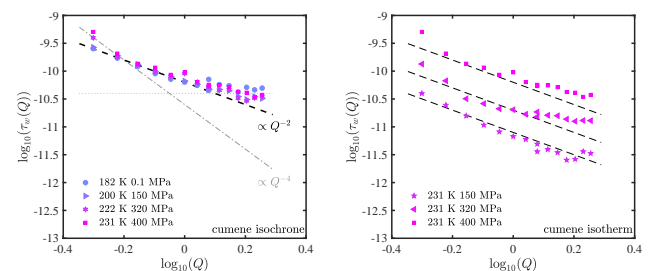 -9
-9.5
-10
-10.5
-11
-11.5
-12
-12.5
-13
-0.4
-0.2
0
0.2
0.4
log₁₀(τ_w(Q))
log₁₀(Q)
∝ Q⁻²
∝ Q⁻⁴
182 K 0.1 MPa
200 K 150 MPa
222 K 320 MPa
231 K 400 MPa
cumene isochrone
-9
-9.5
-10
-10.5
-11
-11.5
-12
-12.5
-13
-0.4
-0.2
0
0.2
0.4
log₁₀(τ_w(Q))
log₁₀(Q)
231 K 150 MPa
231 K 320 MPa
231 K 400 MPa
cumene isotherm